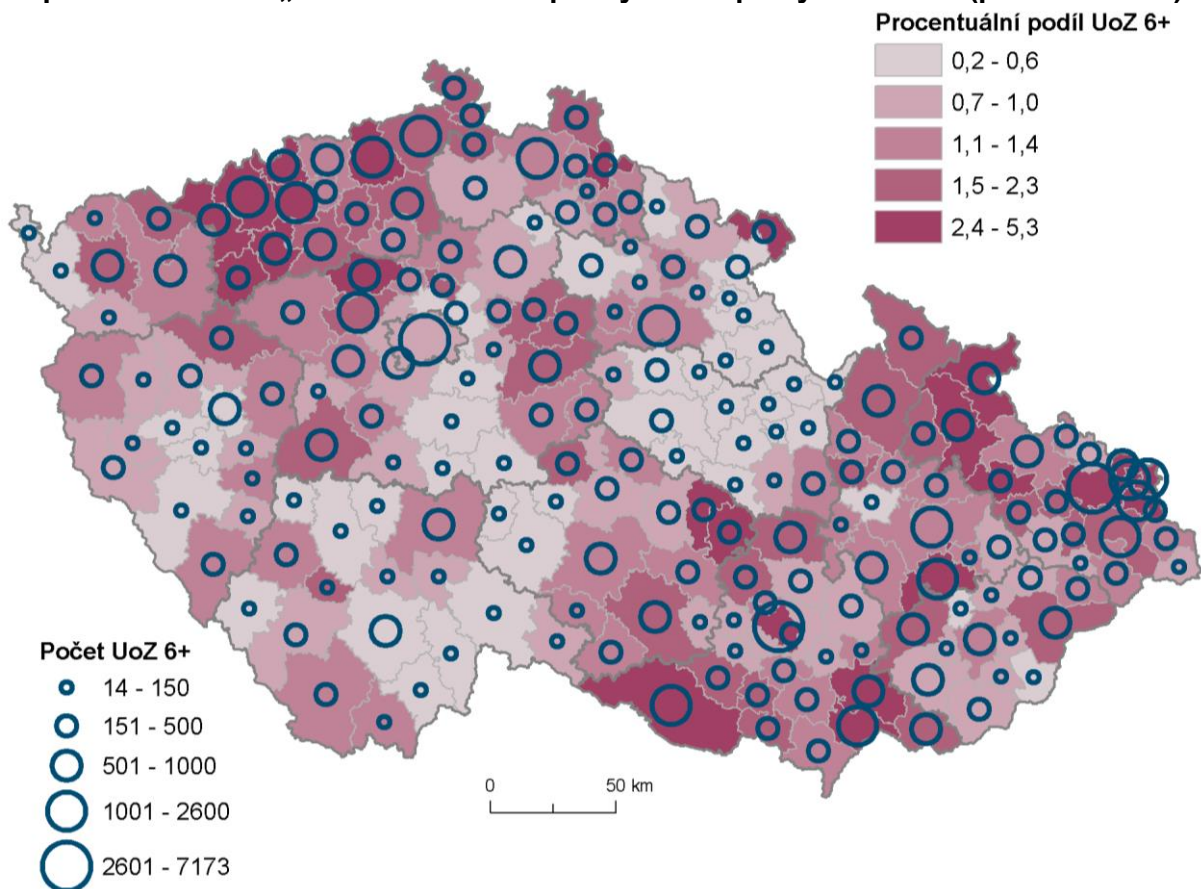 Procentuální podíl UoZ 6+
0,2 - 0,6
0,7 - 1,0
1,1 - 1,4
1,5 - 2,3
2,4 - 5,3
Počet UoZ 6+
14 - 150
151 - 500
501 - 1000
1001 - 2600
2601 - 7173
0
50 km